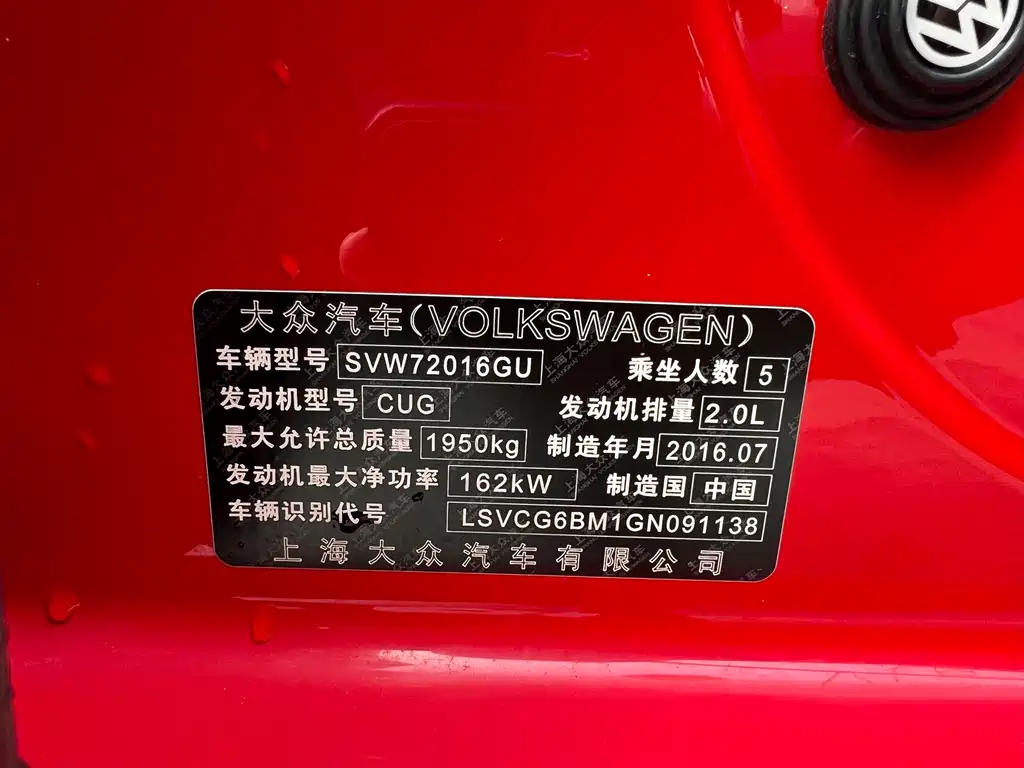 大众汽车(VOLKSWAGEN)
车辆型号 SVW72016GU 乘坐人数 5
发动机型号 CUG 发动机排量 2.0L
最大允许总质量 1950kg 制造年月 2016.07
发动机最大净功率 162kW 制造国 中国
车辆识别代号 LSVCG6BM1GN091138
上海大众汽车有限公司